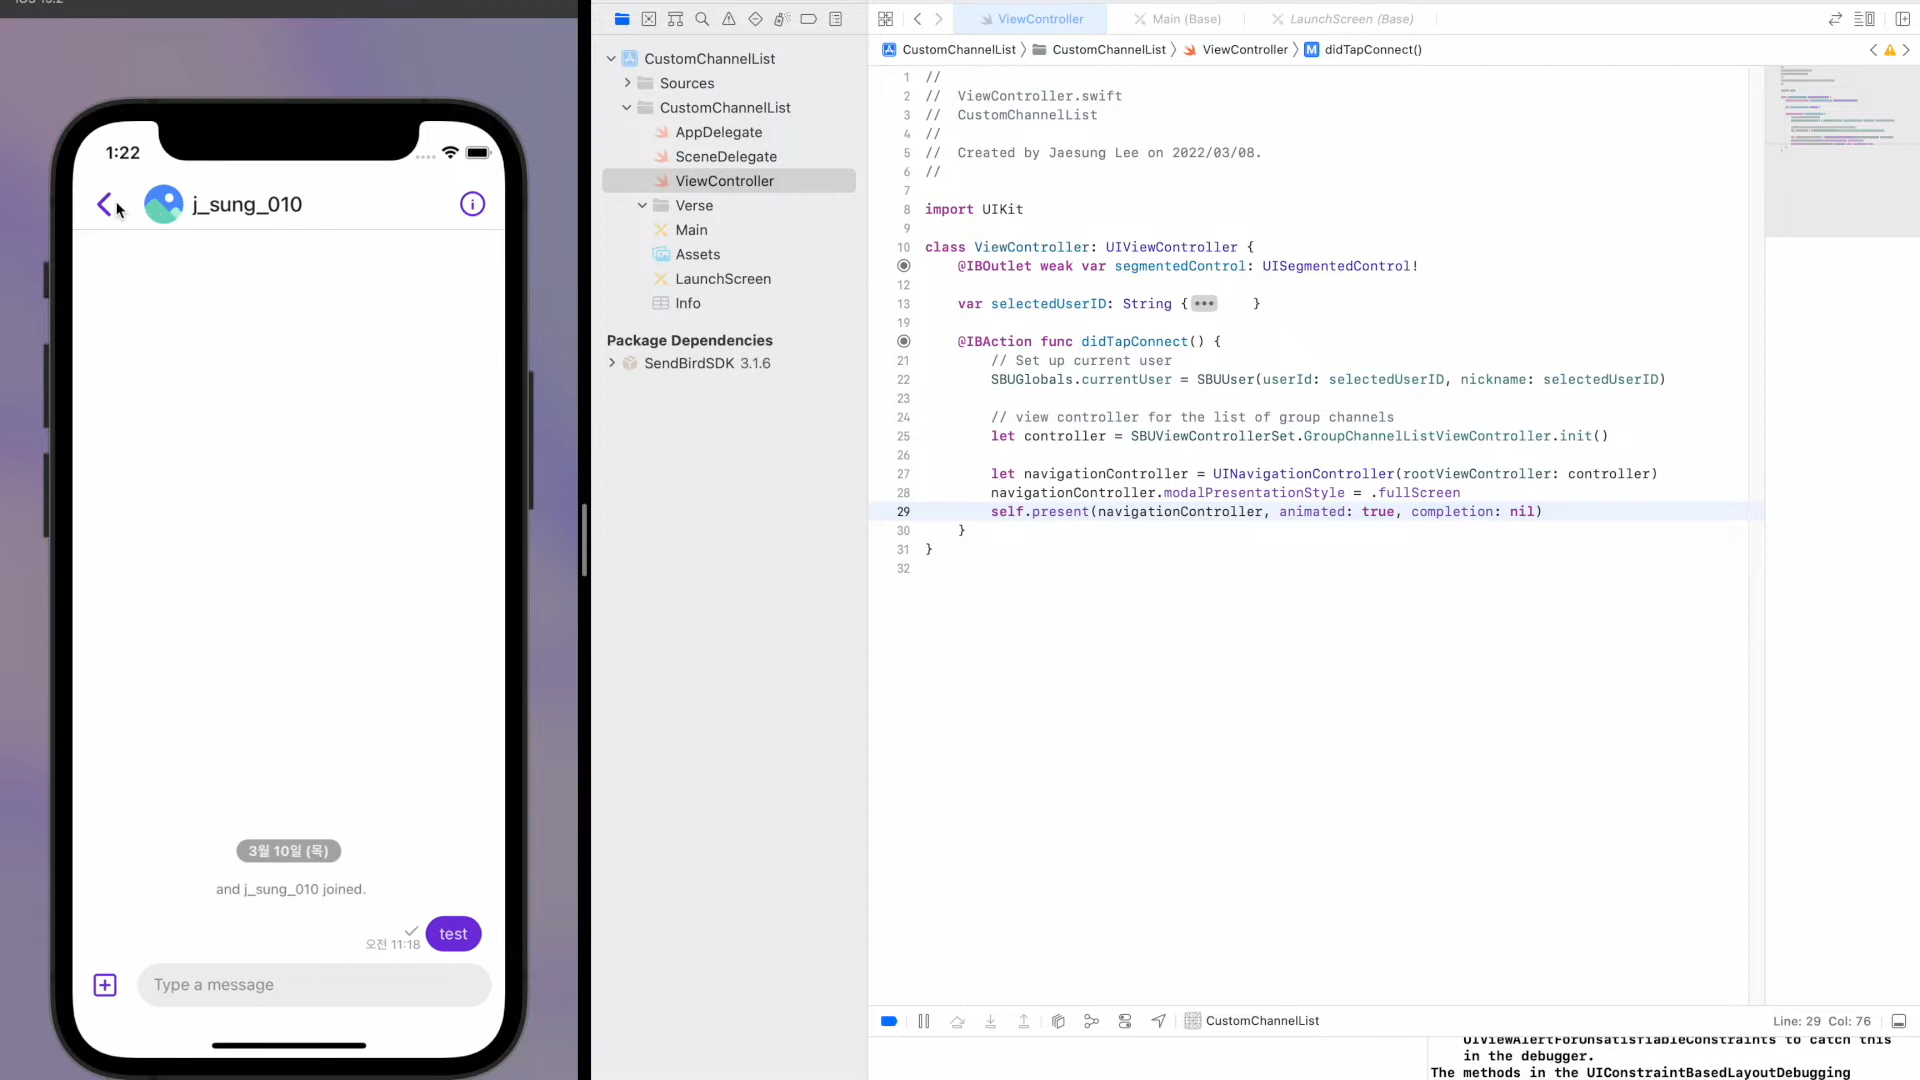 1:22
j_sung_010
3월 10일 (목)
and j_sung_010 joined.
오전 11:18
test
Type a message
CustomChannelList
Sources
CustomChannelList
AppDelegate
SceneDelegate
ViewController
Verse
Main
Assets
LaunchScreen
Info
Package Dependencies
SendBirdSDK 3.1.6
ViewController
Main (Base)
LaunchScreen (Base)
CustomChannelList 〉 CustomChannelList 〉 ViewController 〉 M didTapConnect()
1 //
2 // ViewController.swift
3 // CustomChannelList
4 //
5 // Created by Jaesung Lee on 2022/03/08.
6 //
7
8 import UIKit
9
10 class ViewController: UIViewController {
@IBOutlet weak var segmentedControl: UISegmentedControl!
12
13 var selectedUserID: String {••• }
19
@IBAction func didTapConnect() {
21 // Set up current user
22 SBUGlobals.currentUser = SBUUser(userId: selectedUserID, nickname: selectedUserID)
23
24 // view controller for the list of group channels
25 let controller = SBUViewControllerSet.GroupChannelListViewController.init()
26
27 let navigationController = UINavigationController(rootViewController: controller)
28 navigationController.modalPresentationStyle = .fullScreen
29 self.present(navigationController, animated: true, completion: nil)
30 }
31 }
32
CustomChannelList
Line: 29 Col: 76
UIViewAlertForUnsatisfiableConstraints to catch this
in the debugger.
The methods in the UIConstraintBasedLayoutDebugging